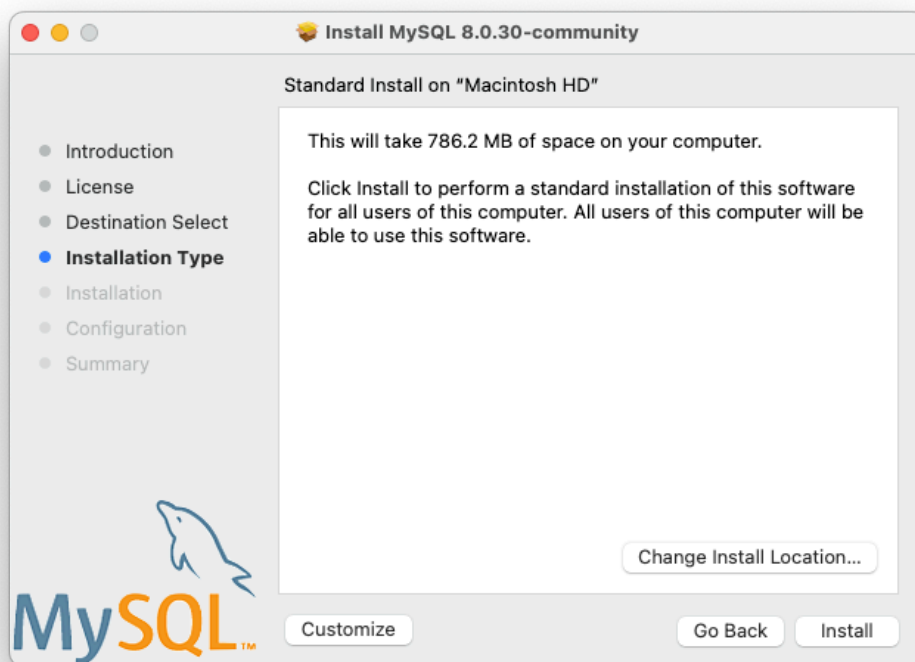 Install MySQL 8.0.30-community
Standard Install on “Macintosh HD”
Introduction
License
Destination Select
Installation Type
Installation
Configuration
Summary
This will take 786.2 MB of space on your computer.
Click Install to perform a standard installation of this software
for all users of this computer. All users of this computer will be
able to use this software.
Change Install Location...
MySQL™
Customize
Go Back
Install